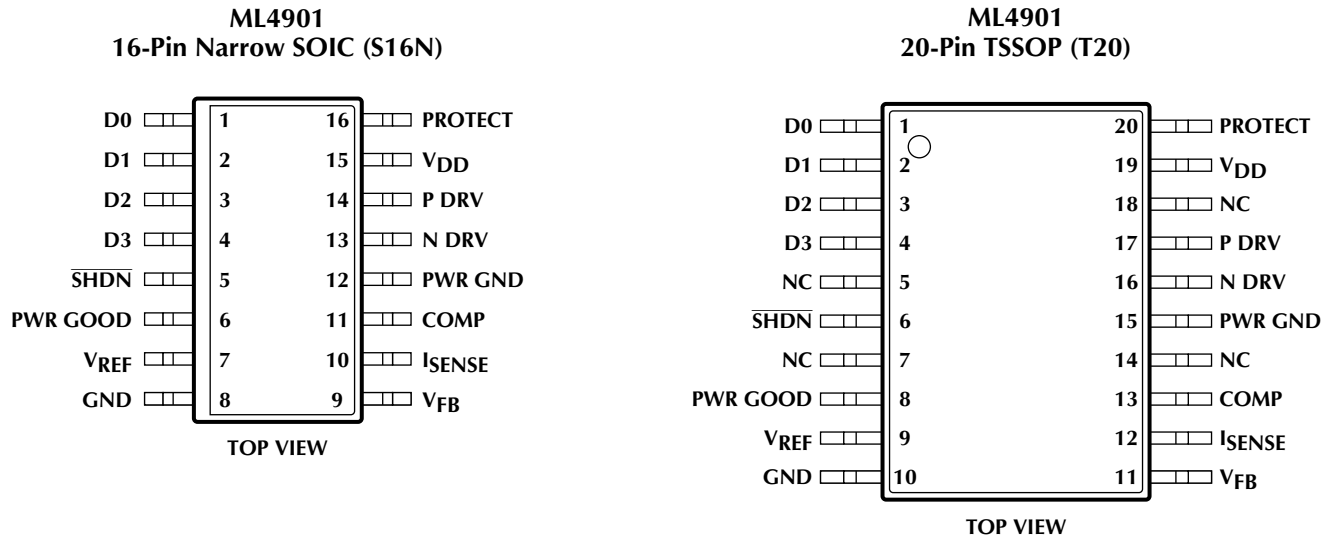 ML4901
16-Pin Narrow SOIC (S16N)
D0 1 16 PROTECT
D1 2 15 VDD
D2 3 14 P DRV
D3 4 13 N DRV
SHDN 5 12 PWR GND
PWR GOOD 6 11 COMP
VREF 7 10 ISENSE
GND 8 9 VFB
TOP VIEW
ML4901
20-Pin TSSOP (T20)
D0 1 20 PROTECT
D1 2 19 VDD
D2 3 18 NC
D3 4 17 P DRV
NC 5 16 N DRV
SHDN 6 15 PWR GND
NC 7 14 NC
PWR GOOD 8 13 COMP
VREF 9 12 ISENSE
GND 10 11 VFB
TOP VIEW